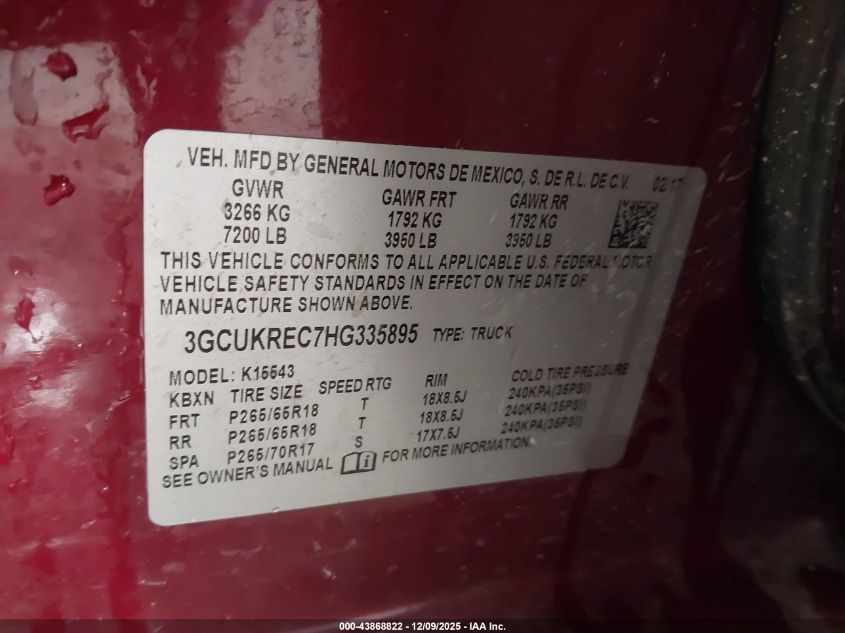 VEH. MFD BY GENERAL MOTORS DE MEXICO, S. DE R.L. DE C.V. 02/17
GVWR GAWR FRT GAWR RR
3266 KG 1792 KG 1792 KG
7200 LB 3950 LB 3950 LB
THIS VEHICLE CONFORMS TO ALL APPLICABLE U.S. FEDERAL MOTOR
VEHICLE SAFETY STANDARDS IN EFFECT ON THE DATE OF
MANUFACTURE SHOWN ABOVE.
3GCUKREC7HG335895 TYPE: TRUCK
MODEL: K15543
KBXN TIRE SIZE SPEED RTG RIM COLD TIRE PRESSURE
FRT P265/65R18 T 18X8.5J 240KPA(35PSI)
RR P265/65R18 T 18X8.5J 240KPA(35PSI)
SPA P265/70R17 S 17X7.5J 240KPA(35PSI)
SEE OWNER'S MANUAL FOR MORE INFORMATION.
000-43868822 - 12/09/2025 - IAA Inc.